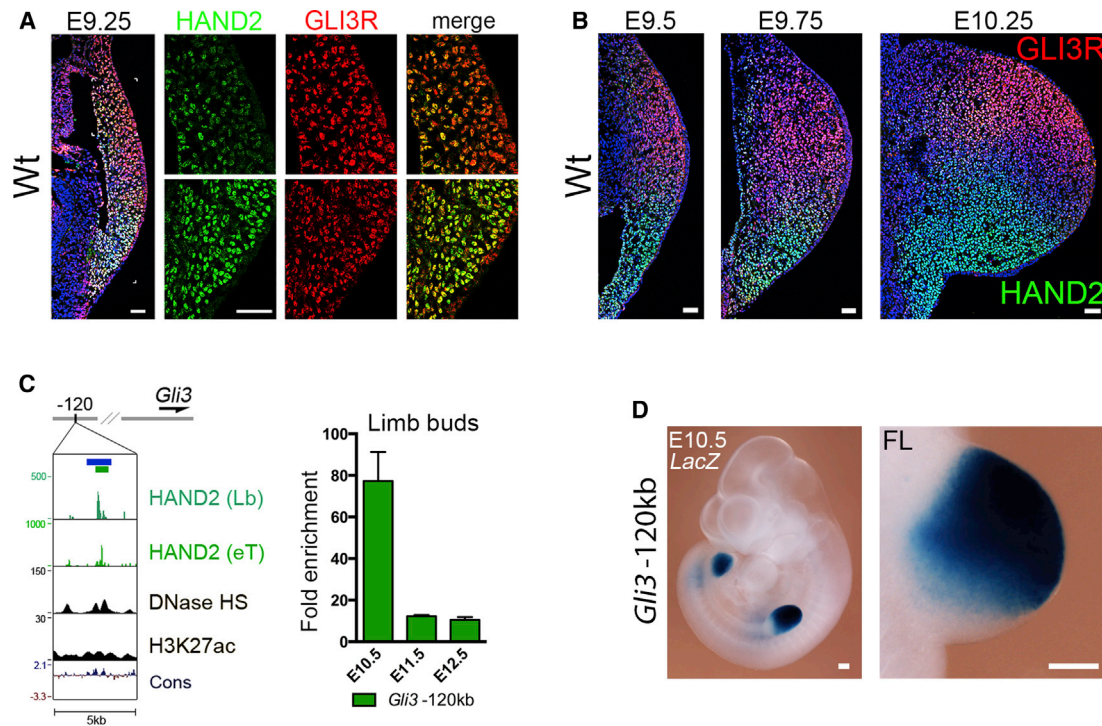 A
E9.25
HAND2
GLI3R
merge
Wt
B
E9.5
E9.75
E10.25
GLI3R
Wt
HAND2
C
-120
Gli3
500
HAND2 (Lb)
1000
HAND2 (eT)
150
DNase HS
30
H3K27ac
2.1
Cons
-3.3
5kb
Limb buds
Fold enrichment
100
80
60
40
20
0
E10.5
E11.5
E12.5
Gli3 -120kb
D
E10.5
LacZ
FL
Gli3 -120kb